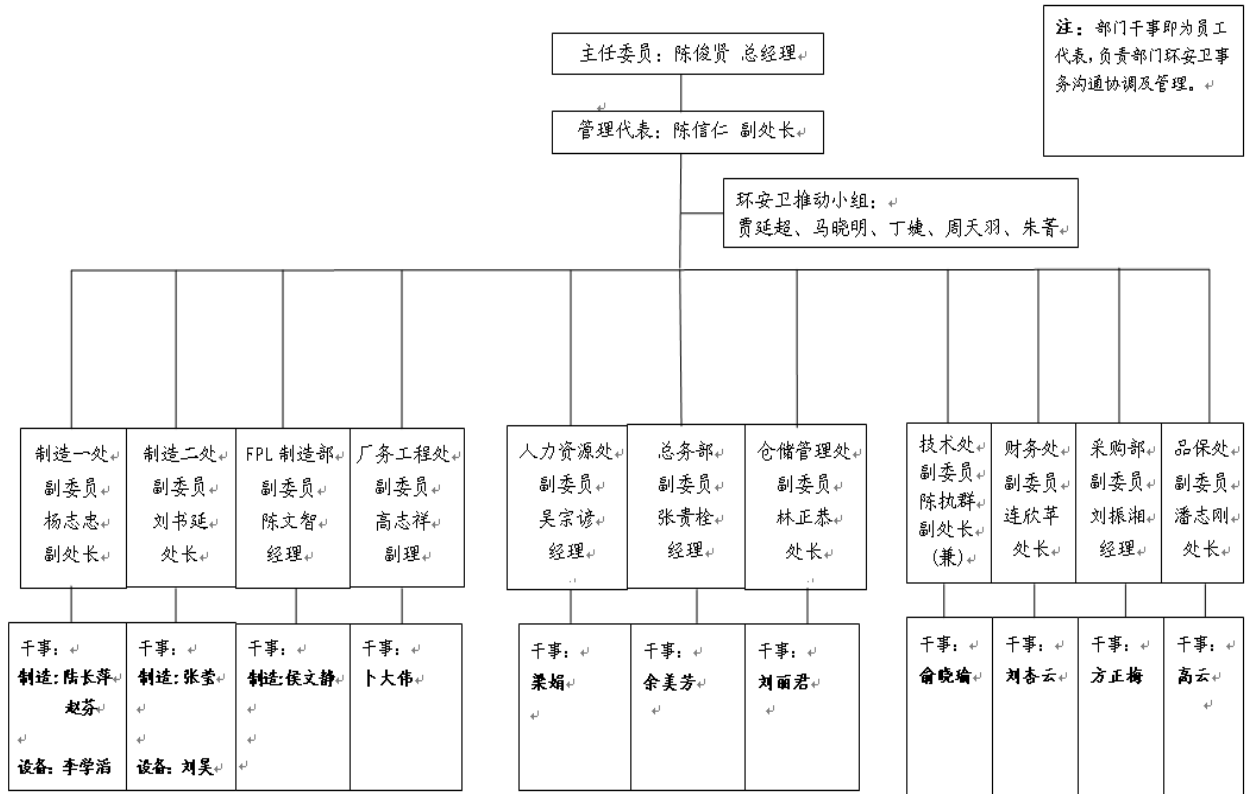 注：部门干事即为员工
代表,负责部门环安卫事
务沟通协调及管理。
主任委员：陈俊贤 总经理
管理代表：陈信仁 副处长
环安卫推动小组：
贾延超、马晓明、丁婕、周天羽、朱菁
制造一处
副委员
杨志忠
副处长
制造二处
副委员
刘书延
处长
FPL 制造部
副委员
陈文智
经理
厂务工程处
副委员
高志祥
副理
人力资源处
副委员
吴宗谚
经理
总务部
副委员
张贵栓
经理
仓储管理处
副委员
林正恭
处长
技术处
副委员
陈执群
副处长
(兼)
财务处
副委员
连欣苹
处长
采购部
副委员
刘振湘
经理
品保处
副委员
潘志刚
处长
干事：
制造：陆长萍
赵芬
设备：李学滔
干事：
制造：张莹
设备：刘昊
干事：
制造:侯文静
干事：
卜大伟
干事：
梁娟
干事：
余美芳
干事：
刘丽君
干事：
俞晓瑜
干事：
刘杏云
干事：
方正梅
干事：
高云